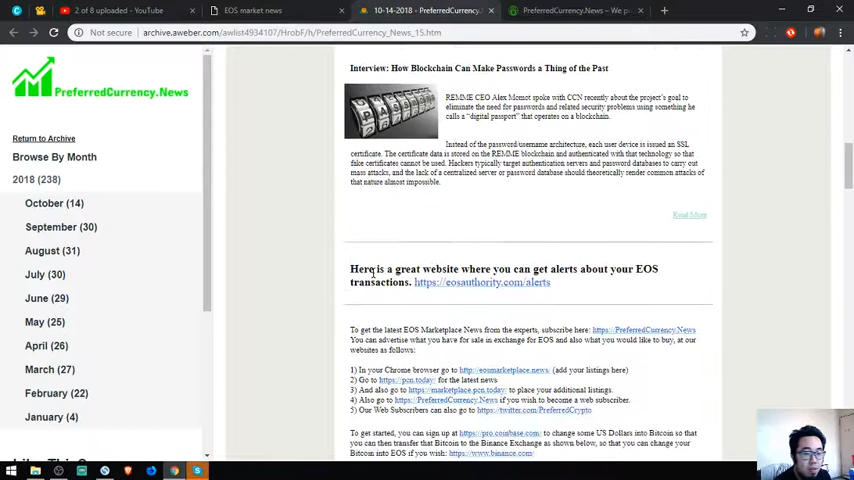 2 of 8 uploaded - YouTube
EOS market news
10-14-2018 - PreferredCurrency.
PreferredCurrency.News – We p
Not secure
archive.aweber.com/awlist4934107/HrobF/h/PreferredCurrency_News_15.htm
PreferredCurrency.News
Return to Archive
Browse By Month
2018 (238)
October (14)
September (30)
August (31)
July (30)
June (29)
May (25)
April (26)
March (27)
February (22)
January (4)
Interview: How Blockchain Can Make Passwords a Thing of the Past
REMME CEO Alex Momot spoke with CCN recently about the project's goal to
eliminate the need for passwords and related security problems using something he
calls a "digital passport" that operates on a blockchain.
Instead of the password/username architecture, each user device is issued an SSL
certificate. The certificate data is stored on the REMME blockchain and authenticated with that technology so that
fake certificates cannot be used. Hackers typically target authentication servers and password databases to carry out
mass attacks, and the lack of a centralized server or password database should theoretically render common attacks of
that nature almost impossible.
Read More
Here is a great website where you can get alerts about your EOS
transactions. https://eosauthority.com/alerts
To get the latest EOS Marketplace News from the experts, subscribe here: https://PreferredCurrency.News
You can advertise what you have for sale in exchange for EOS and also what you would like to buy, at our
websites as follows:
1) In your Chrome browser go to http://eosmarketplace.news/ (add your listings here)
2) Go to https://pcn.today/ for the latest news
3) And also go to https://marketplace.pcn.today/ to place your additional listings.
4) Also go to https://PreferredCurrency.News if you wish to become a web subscriber.
5) Our Web Subscribers can also go to https://twitter.com/PreferredCrypto
To get started, you can sign up at https://pro.coinbase.com/ to change some US Dollars into Bitcoin so that
you can then transfer that Bitcoin to the Binance Exchange as shown below, so that you can change your
Bitcoin into EOS if you wish: https://www.binance.com/